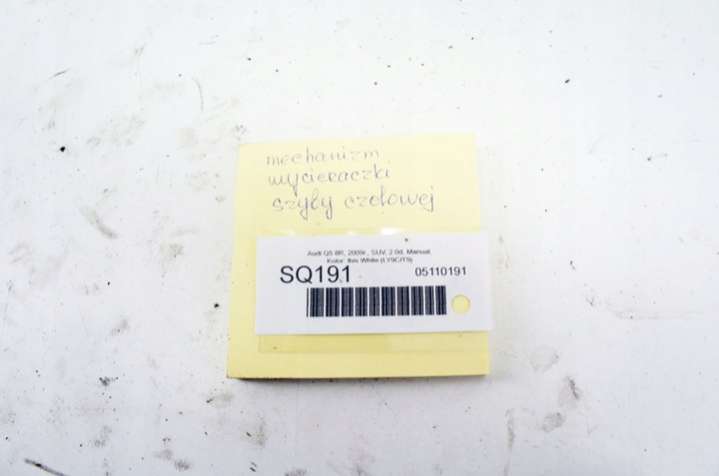 mechanizm
wycieraczki
szyby czołowej
Audi Q5 8R, 2009r., SUV, 2.0d, Manual,
Kolor: Ibis White (LY9C/T9)
SQ191
05110191